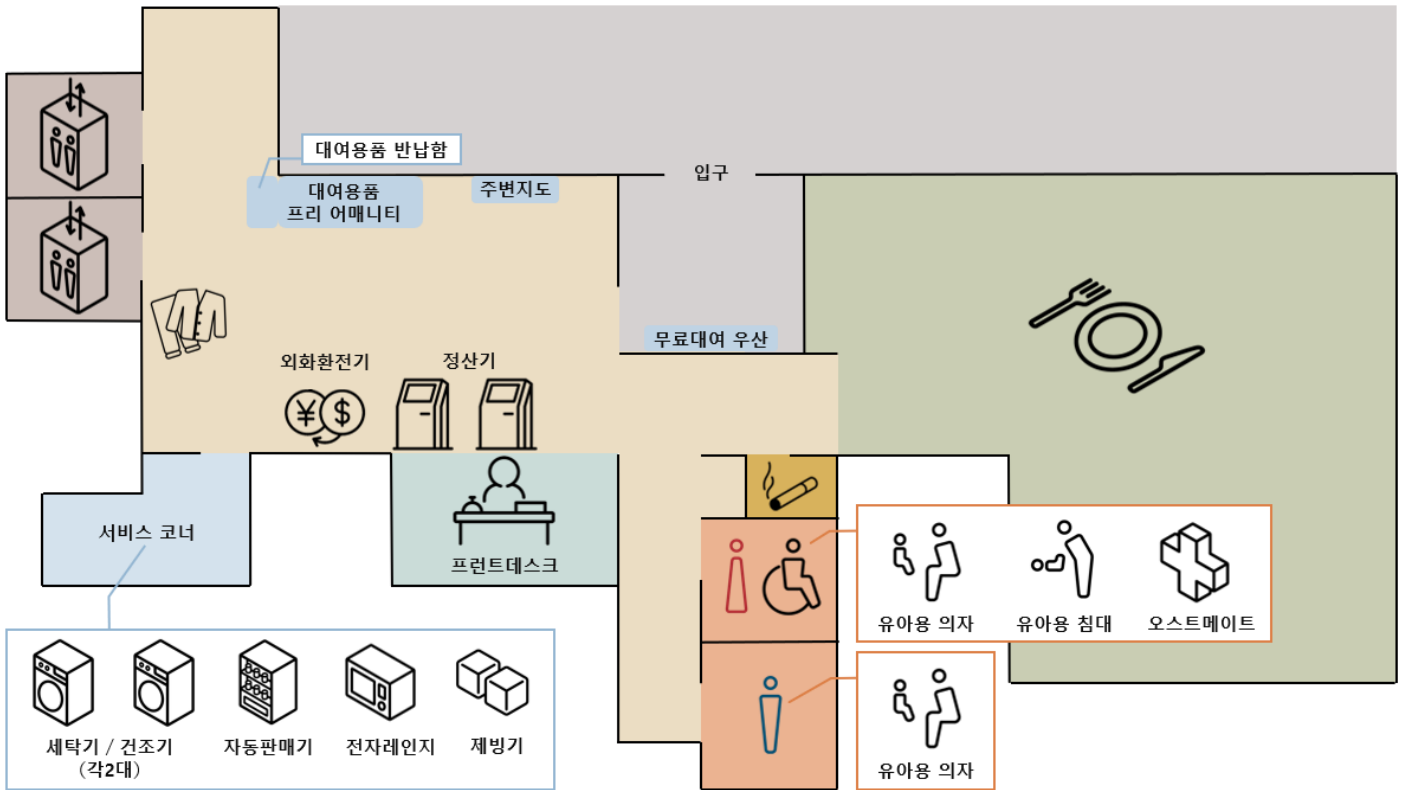 대여용품 반납함
입구
대여용품
프리 어매니티
주변지도
무료대여 우산
외화환전기
정산기
¥ $
서비스 코너
프런트데스크
유아용 의자
유아용 침대
오스트메이트
세탁기 / 건조기
(각2대)
자동판매기
전자레인지
제빙기
유아용 의자